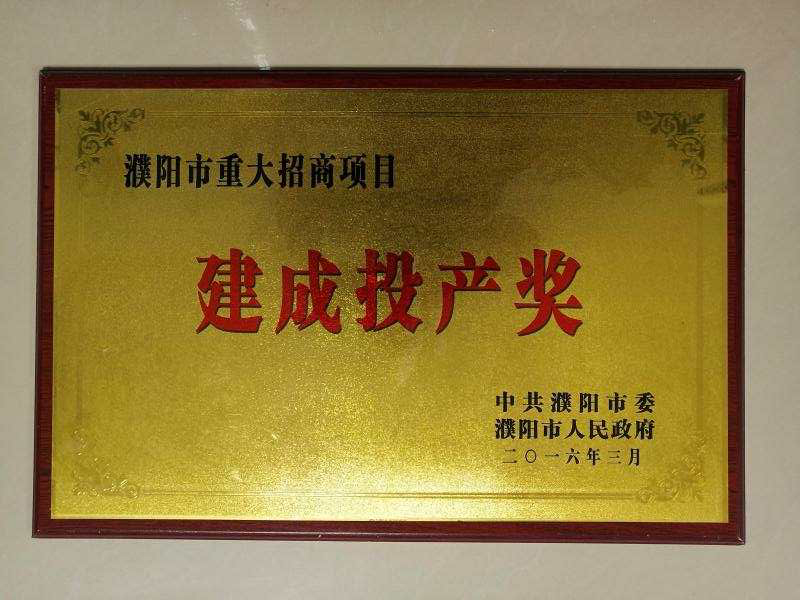 濮阳市重大招商项目
建成投产奖
中共濮阳市委
濮阳市人民政府
二〇一六年三月